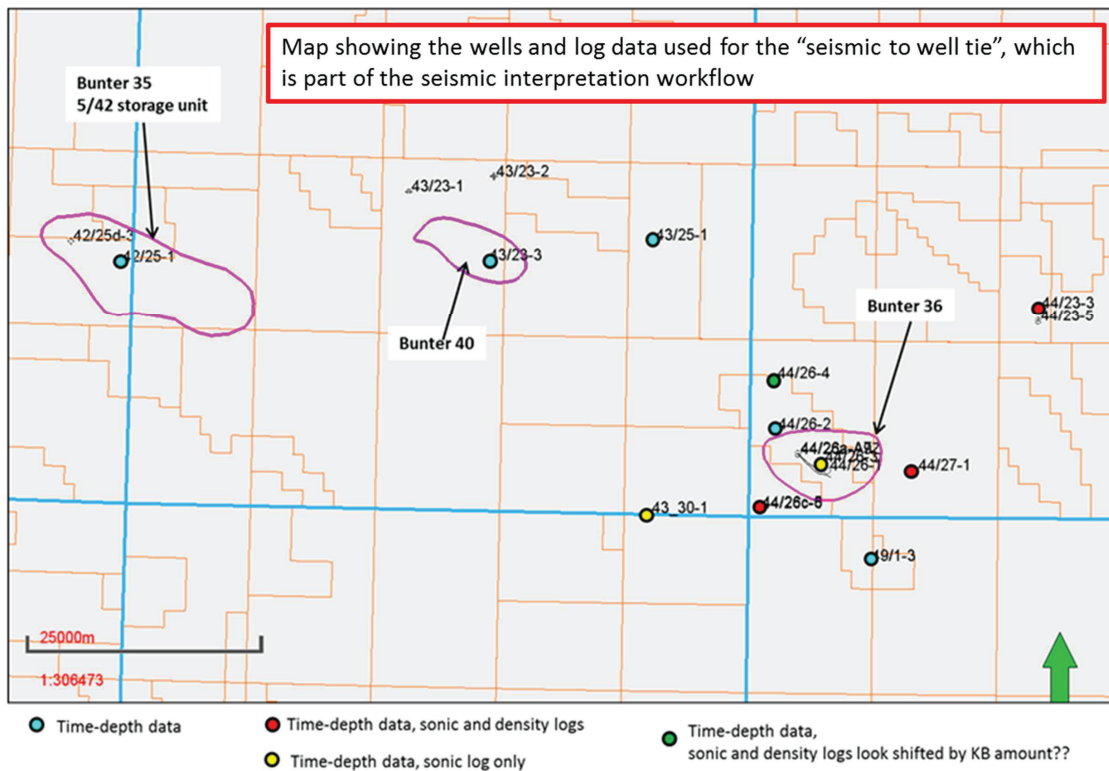 Map showing the wells and log data used for the “seismic to well tie”, which
is part of the seismic interpretation workflow
Bunter 35
5/42 storage unit
43/23-2
43/23-1
42/25d-3
42/25-1
43/23-3
43/25-1
Bunter 36
44/23-3
44/23-5
Bunter 40
44/26-4
44/26-2
44/26-1
44/27-1
43_30-1
49/1-3
25000m
1:306473
Time-depth data
Time-depth data, sonic and density logs
Time-depth data, sonic log only
Time-depth data,
sonic and density logs look shifted by KB amount??